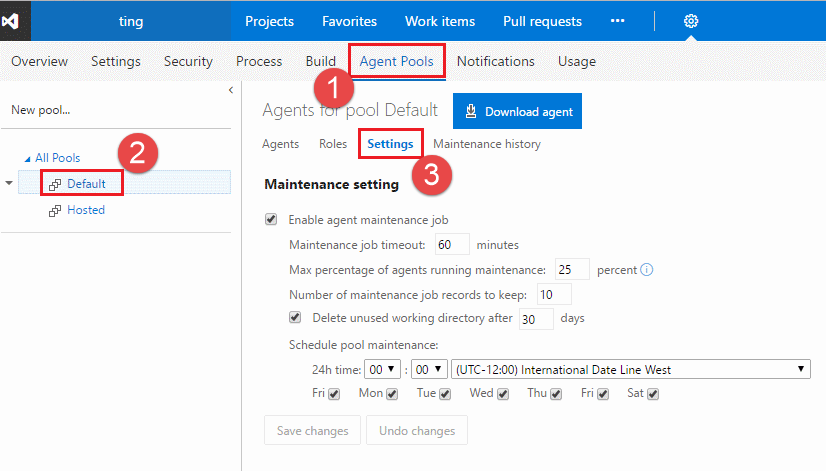 ting Projects Favorites Work items Pull requests ...
Overview Settings Security Process Build Agent Pools Notifications Usage
1
New pool...
Agents for pool Default Download agent
2
All Pools
Default
Hosted
Agents Roles Settings Maintenance history
3
Maintenance setting
Enable agent maintenance job
Maintenance job timeout: 60 minutes
Max percentage of agents running maintenance: 25 percent
Number of maintenance job records to keep: 10
Delete unused working directory after 30 days
Schedule pool maintenance:
24h time: 00 : 00 (UTC-12:00) International Date Line West
Fri Mon Tue Wed Thu Fri Sat
Save changes Undo changes